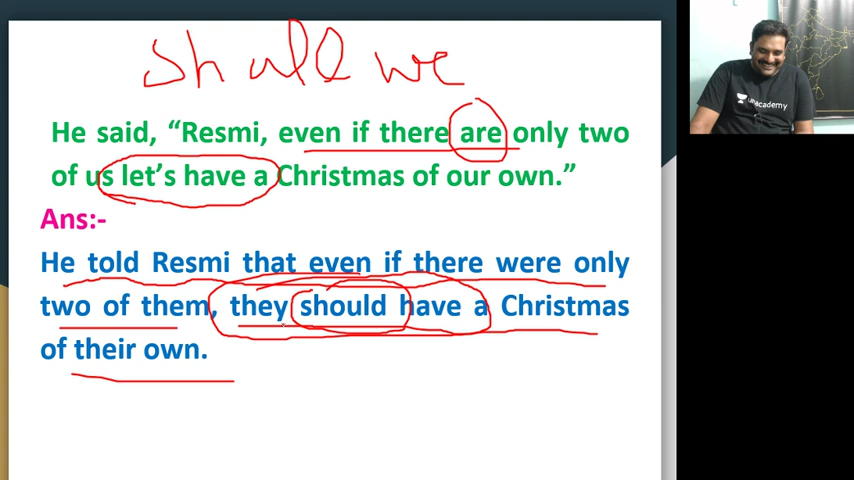 shall we
He said, “Resmi, even if there are only two
of us let’s have a Christmas of our own.”
Ans:-
He told Resmi that even if there were only
two of them, they should have a Christmas
of their own.
unacademy